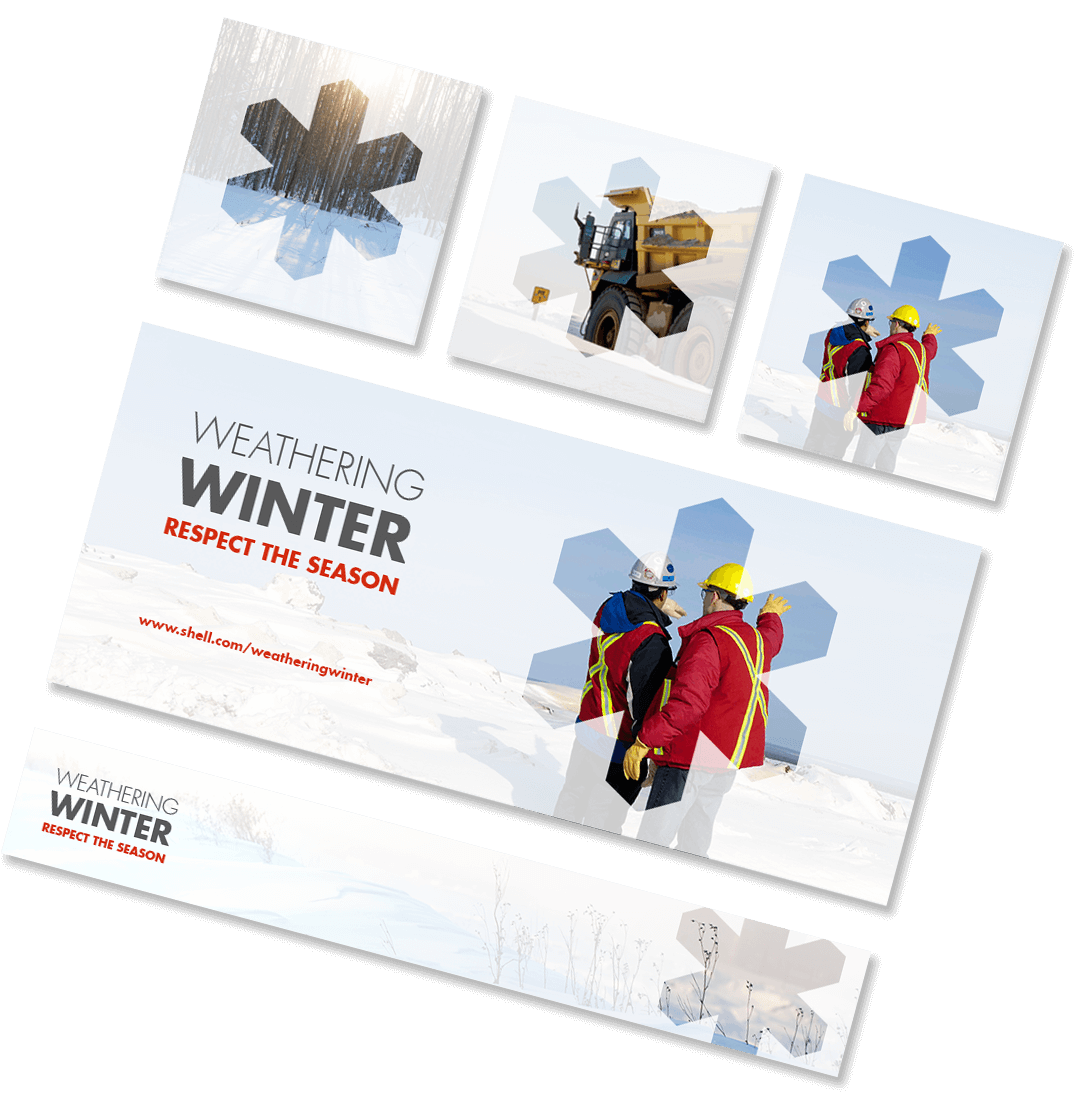 WEATHERING
WINTER
RESPECT THE SEASON
www.shell.com/weatheringwinter
WEATHERING
WINTER
RESPECT THE SEASON